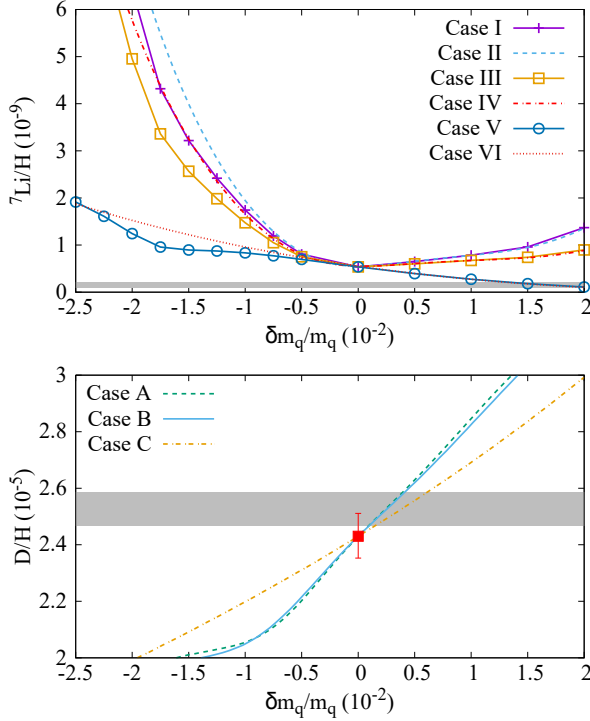 6
5
4
3
2
1
0
⁷Li/H (10⁻⁹)
Case I
Case II
Case III
Case IV
Case V
Case VI
-2.5 -2 -1.5 -1 -0.5 0 0.5 1 1.5 2
δm_q/m_q (10⁻²)
3
2.8
2.6
2.4
2.2
2
D/H (10⁻⁵)
Case A
Case B
Case C
-2.5 -2 -1.5 -1 -0.5 0 0.5 1 1.5 2
δm_q/m_q (10⁻²)